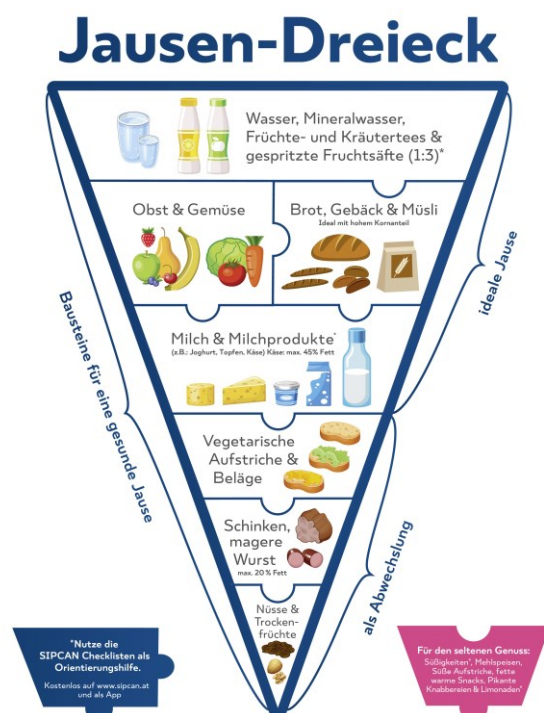 Jausen-Dreieck
Wasser, Mineralwasser,
Früchte- und Kräutertees &
gespritzte Fruchtsäfte (1:3)*
Obst & Gemüse
Brot, Gebäck & Müsli
Ideal mit hohem Kornanteil
Milch & Milchprodukte*
(z.B.: Joghurt, Topfen, Käse) Käse: max. 45% Fett
Vegetarische
Aufstriche &
Beläge
Schinken,
magere
Wurst
max. 20 % Fett
Nüsse &
Trocken-
früchte
Bausteine für eine gesunde Jause
ideale Jause
als Abwechslung
*Nutze die
SIPCAN Checklisten als
Orientierungshilfe.
Kostenlos auf www.sipcan.at
und als App
Für den seltenen Genuss:
Süßigkeiten*, Mehlspeisen,
Süße Aufstriche, fette
warme Snacks, Pikante
Knabbereien & Limonaden*